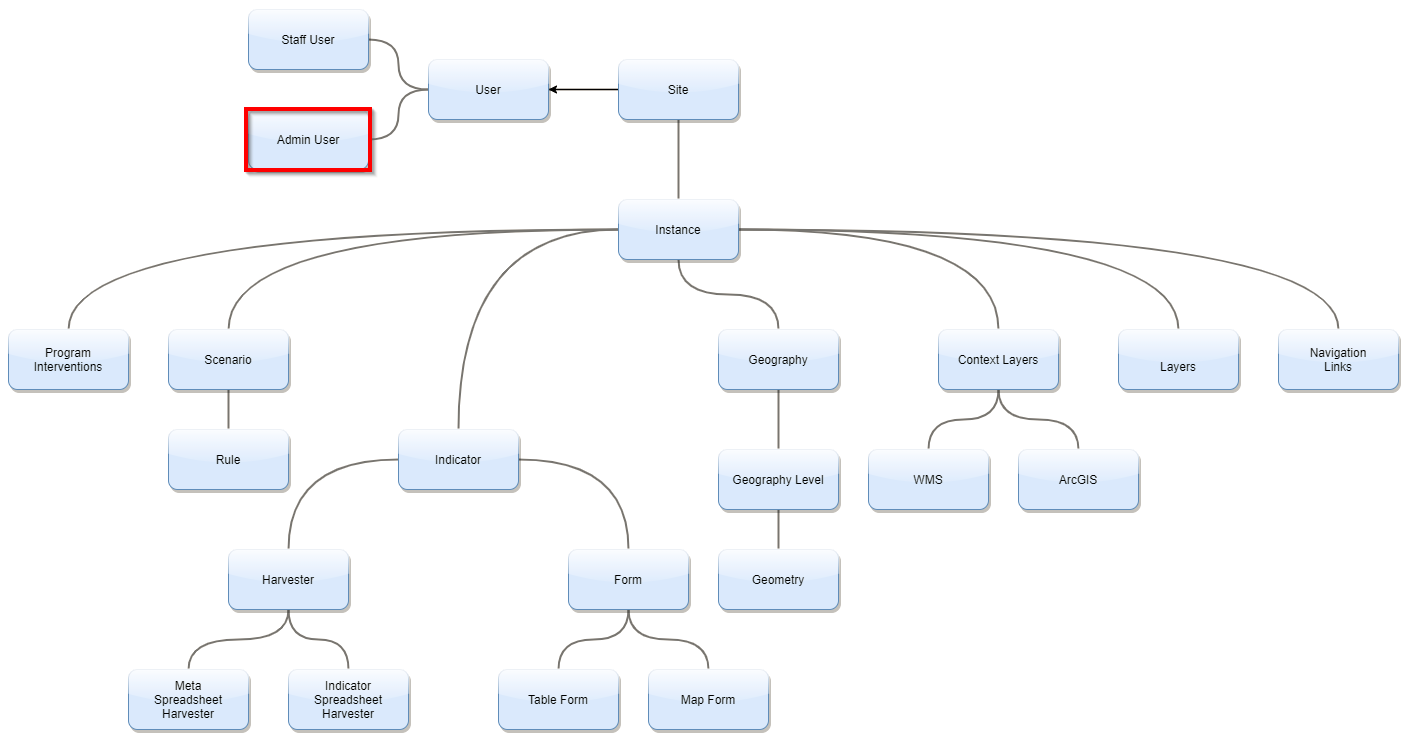 Staff User
User
Site
Admin User
Instance
Program
Interventions
Scenario
Geography
Context Layers
Layers
Navigation
Links
Rule
Indicator
Geography Level
WMS
ArcGIS
Harvester
Form
Geometry
Meta
Spreadsheet
Harvester
Indicator
Spreadsheet
Harvester
Table Form
Map Form